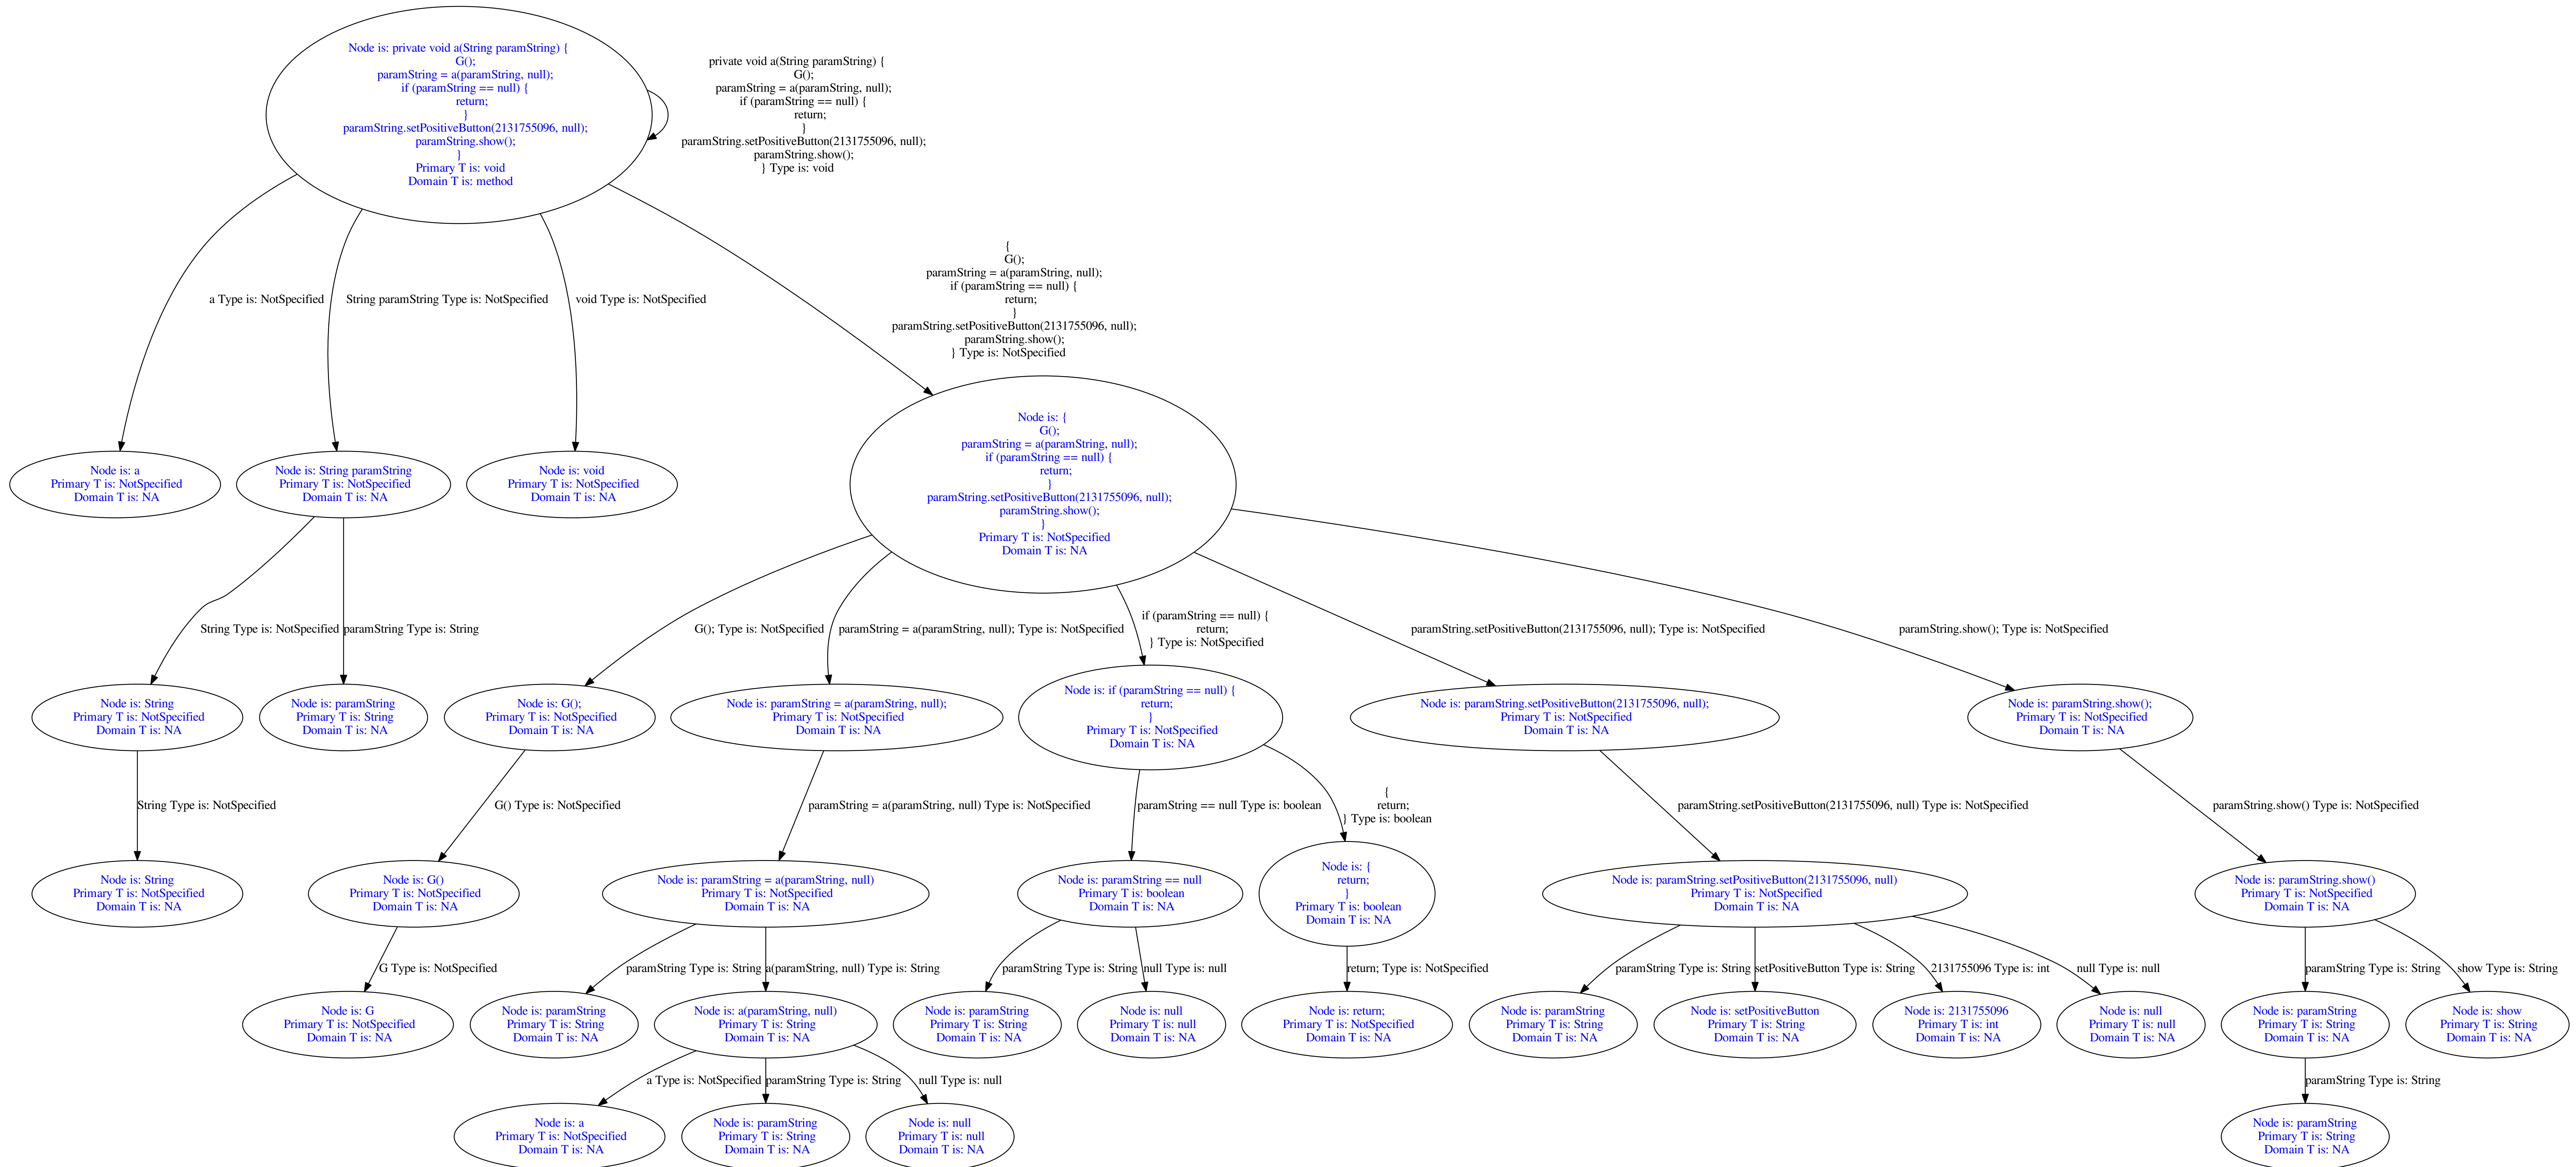 Node is: private void a(String paramString) {
G();
paramString = a(paramString, null);
if (paramString == null) {
return;
}
paramString.setPositiveButton(2131755096, null);
paramString.show();
}
Primary T is: void
Domain T is: method
private void a(String paramString) {
G();
paramString = a(paramString, null);
if (paramString == null) {
return;
}
paramString.setPositiveButton(2131755096, null);
paramString.show();
} Type is: void
a Type is: NotSpecified
String paramString Type is: NotSpecified
void Type is: NotSpecified
{
G();
paramString = a(paramString, null);
if (paramString == null) {
return;
}
paramString.setPositiveButton(2131755096, null);
paramString.show();
} Type is: NotSpecified
Node is: a
Primary T is: NotSpecified
Domain T is: NA
Node is: String paramString
Primary T is: NotSpecified
Domain T is: NA
Node is: void
Primary T is: NotSpecified
Domain T is: NA
Node is: {
G();
paramString = a(paramString, null);
if (paramString == null) {
return;
}
paramString.setPositiveButton(2131755096, null);
paramString.show();
}
Primary T is: NotSpecified
Domain T is: NA
String Type is: NotSpecified
paramString Type is: String
G(); Type is: NotSpecified
paramString = a(paramString, null); Type is: NotSpecified
if (paramString == null) {
return;
} Type is: NotSpecified
paramString.setPositiveButton(2131755096, null); Type is: NotSpecified
paramString.show(); Type is: NotSpecified
Node is: String
Primary T is: NotSpecified
Domain T is: NA
Node is: paramString
Primary T is: String
Domain T is: NA
Node is: G();
Primary T is: NotSpecified
Domain T is: NA
Node is: paramString = a(paramString, null);
Primary T is: NotSpecified
Domain T is: NA
Node is: if (paramString == null) {
return;
}
Primary T is: NotSpecified
Domain T is: NA
Node is: paramString.setPositiveButton(2131755096, null);
Primary T is: NotSpecified
Domain T is: NA
Node is: paramString.show();
Primary T is: NotSpecified
Domain T is: NA
String Type is: NotSpecified
G() Type is: NotSpecified
paramString = a(paramString, null) Type is: NotSpecified
paramString == null Type is: boolean
{
return;
} Type is: boolean
paramString.setPositiveButton(2131755096, null) Type is: NotSpecified
paramString.show() Type is: NotSpecified
Node is: String
Primary T is: NotSpecified
Domain T is: NA
Node is: G()
Primary T is: NotSpecified
Domain T is: NA
Node is: paramString = a(paramString, null)
Primary T is: NotSpecified
Domain T is: NA
Node is: paramString == null
Primary T is: boolean
Domain T is: NA
Node is: {
return;
}
Primary T is: boolean
Domain T is: NA
Node is: paramString.setPositiveButton(2131755096, null)
Primary T is: NotSpecified
Domain T is: NA
Node is: paramString.show()
Primary T is: NotSpecified
Domain T is: NA
G Type is: NotSpecified
paramString Type is: String
a(paramString, null) Type is: String
paramString Type is: String
null Type is: null
return; Type is: NotSpecified
paramString Type is: String
setPositiveButton Type is: String
2131755096 Type is: int
null Type is: null
paramString Type is: String
show Type is: String
Node is: G
Primary T is: NotSpecified
Domain T is: NA
Node is: paramString
Primary T is: String
Domain T is: NA
Node is: a(paramString, null)
Primary T is: String
Domain T is: NA
Node is: paramString
Primary T is: String
Domain T is: NA
Node is: null
Primary T is: null
Domain T is: NA
Node is: return;
Primary T is: NotSpecified
Domain T is: NA
Node is: paramString
Primary T is: String
Domain T is: NA
Node is: setPositiveButton
Primary T is: String
Domain T is: NA
Node is: 2131755096
Primary T is: int
Domain T is: NA
Node is: null
Primary T is: null
Domain T is: NA
Node is: paramString
Primary T is: String
Domain T is: NA
Node is: show
Primary T is: String
Domain T is: NA
a Type is: NotSpecified
paramString Type is: String
null Type is: null
paramString Type is: String
Node is: a
Primary T is: NotSpecified
Domain T is: NA
Node is: paramString
Primary T is: String
Domain T is: NA
Node is: null
Primary T is: null
Domain T is: NA
Node is: paramString
Primary T is: String
Domain T is: NA